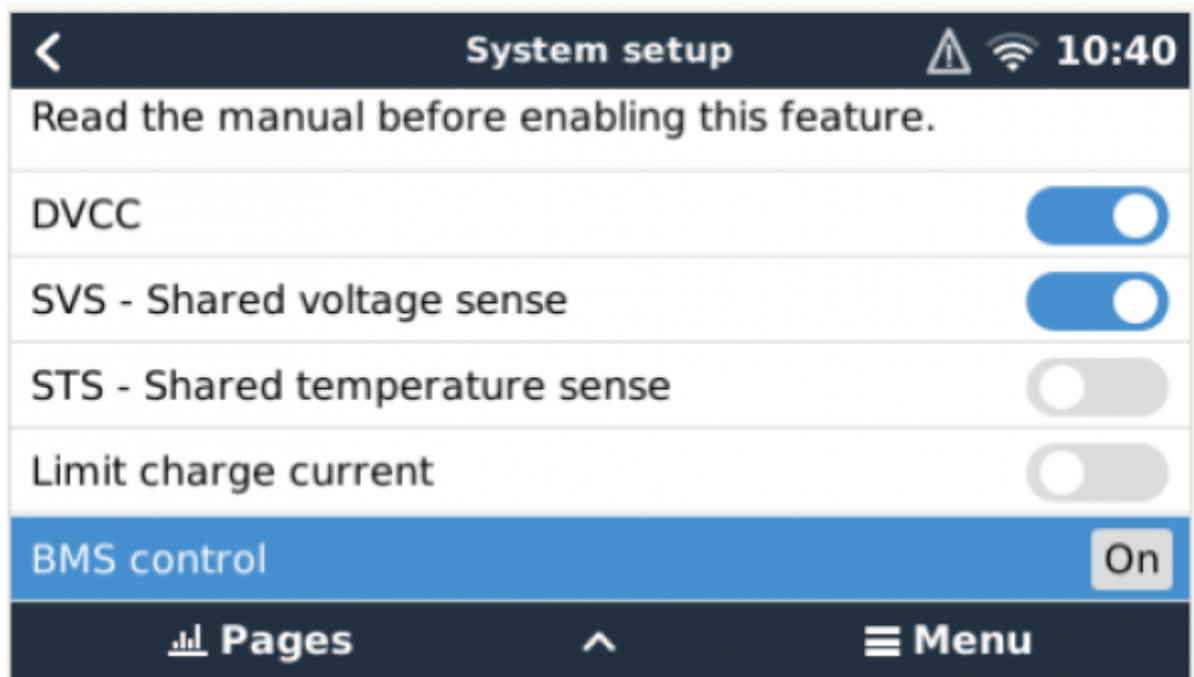 System setup 10:40
Read the manual before enabling this feature.
DVCC
SVS - Shared voltage sense
STS - Shared temperature sense
Limit charge current
BMS control On
Pages Menu